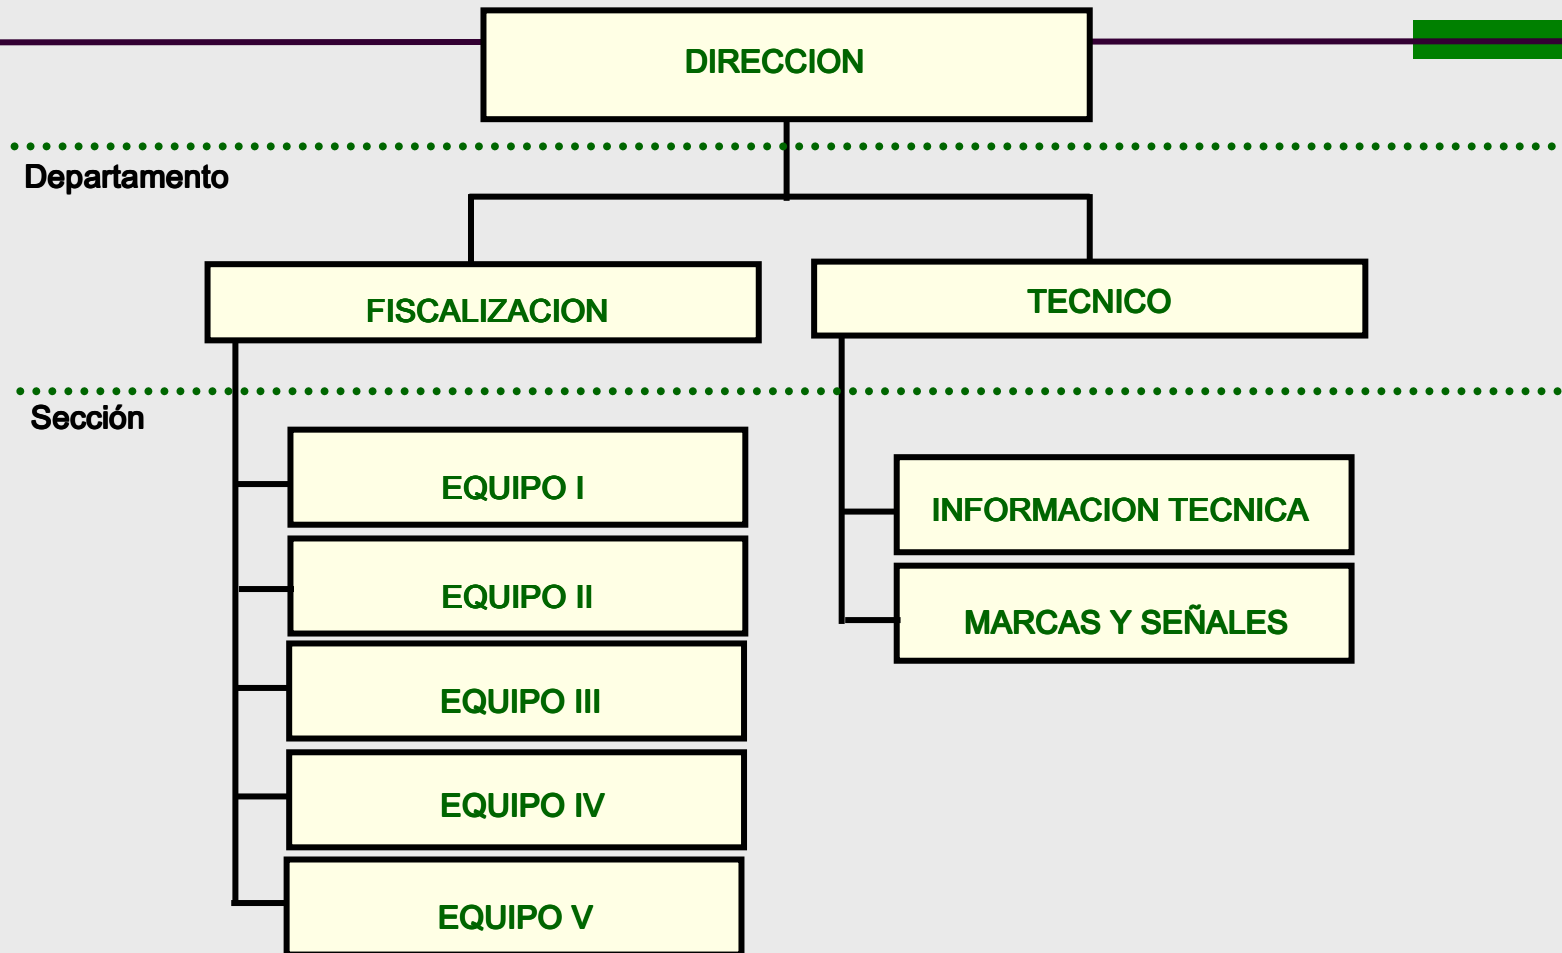 DIRECCION
Departamento
FISCALIZACION
TECNICO
Sección
EQUIPO I
EQUIPO II
EQUIPO III
EQUIPO IV
EQUIPO V
INFORMACION TECNICA
MARCAS Y SEÑALES